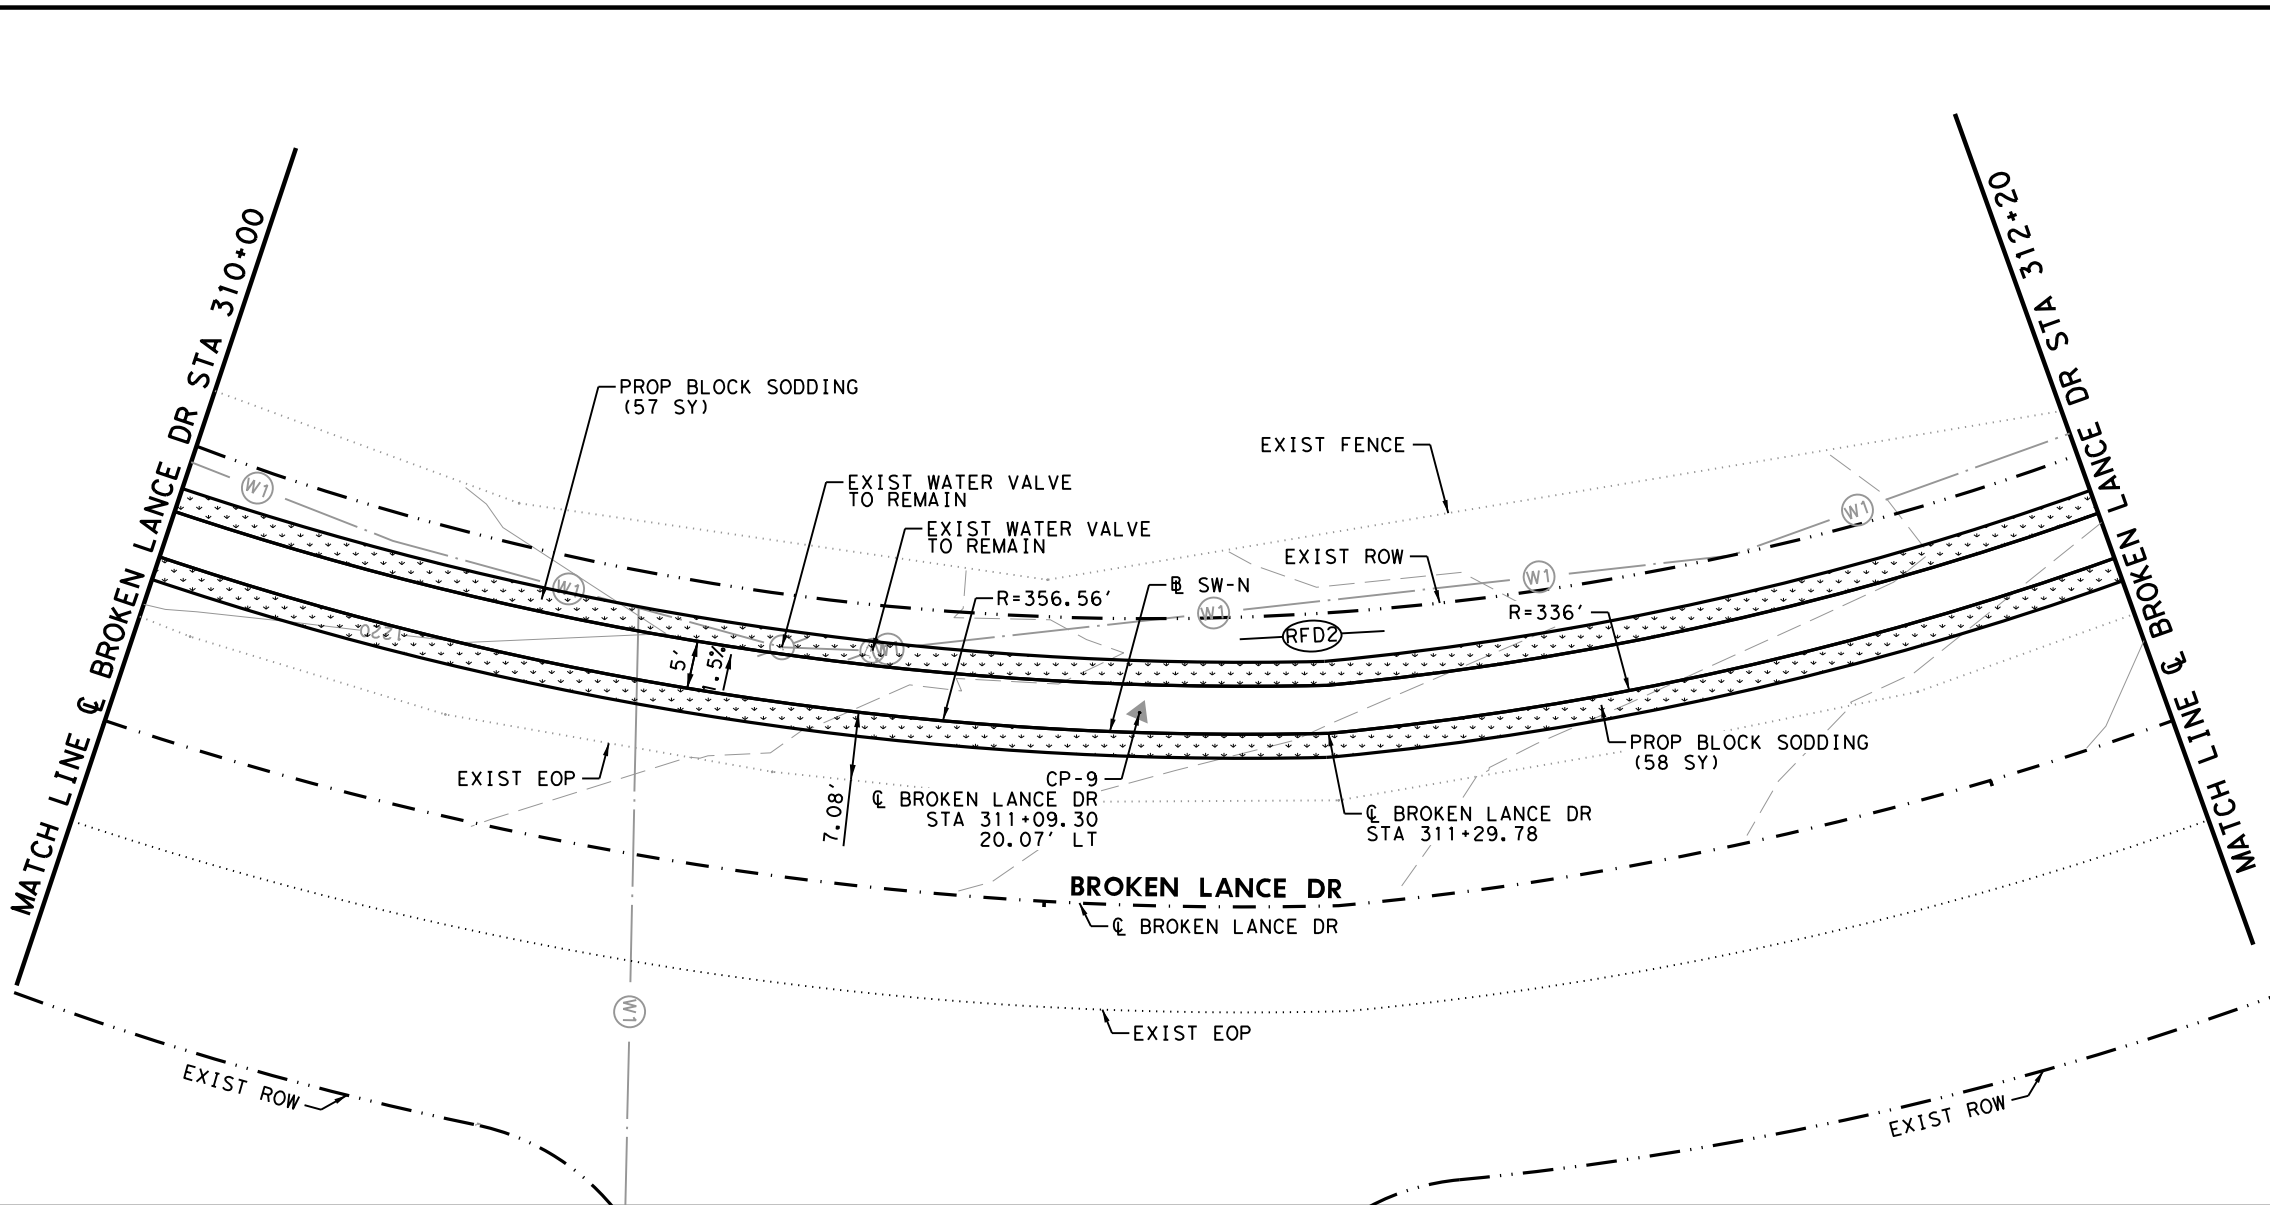 MATCH LINE ℄ BROKEN LANCE DR STA 310+00
MATCH LINE ℄ BROKEN LANCE DR STA 312+20
PROP BLOCK SODDING
(57 SY)
EXIST WATER VALVE
TO REMAIN
EXIST WATER VALVE
TO REMAIN
EXIST FENCE
EXIST ROW
W1
W1
W1
W1
W1
W1
W1
R=356.56'
BL SW-N
R=336'
RFD2
1220
5'
1.5%
7.08'
EXIST EOP
CP-9
℄ BROKEN LANCE DR
STA 311+09.30
20.07' LT
PROP BLOCK SODDING
(58 SY)
℄ BROKEN LANCE DR
STA 311+29.78
BROKEN LANCE DR
℄ BROKEN LANCE DR
EXIST EOP
EXIST ROW
EXIST ROW